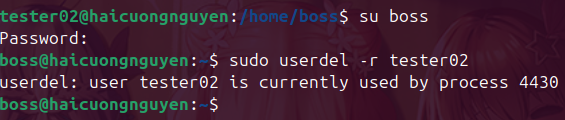 tester02@haicuongnguyen:/home/boss$ su boss
Password:
boss@haicuongnguyen:~$ sudo userdel -r tester02
userdel: user tester02 is currently used by process 4430
boss@haicuongnguyen:~$